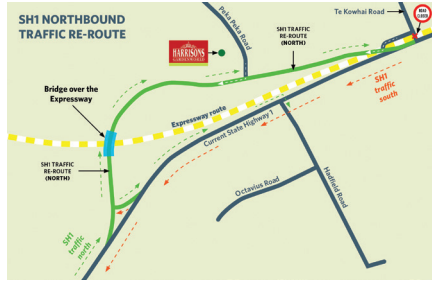 SH1 NORTHBOUND
TRAFFIC RE-ROUTE
Te Kowhai Road
ROAD
CLOSED
Peka Peka Road
HARRISONS
SH1 TRAFFIC
RE-ROUTE
(NORTH)
Bridge over the
Expressway
SH1
traffic
south
Expressway route
Current State Highway 1
SH1 TRAFFIC
RE-ROUTE
(NORTH)
Octavius Road
Hadfield Road
SH1
traffic
north